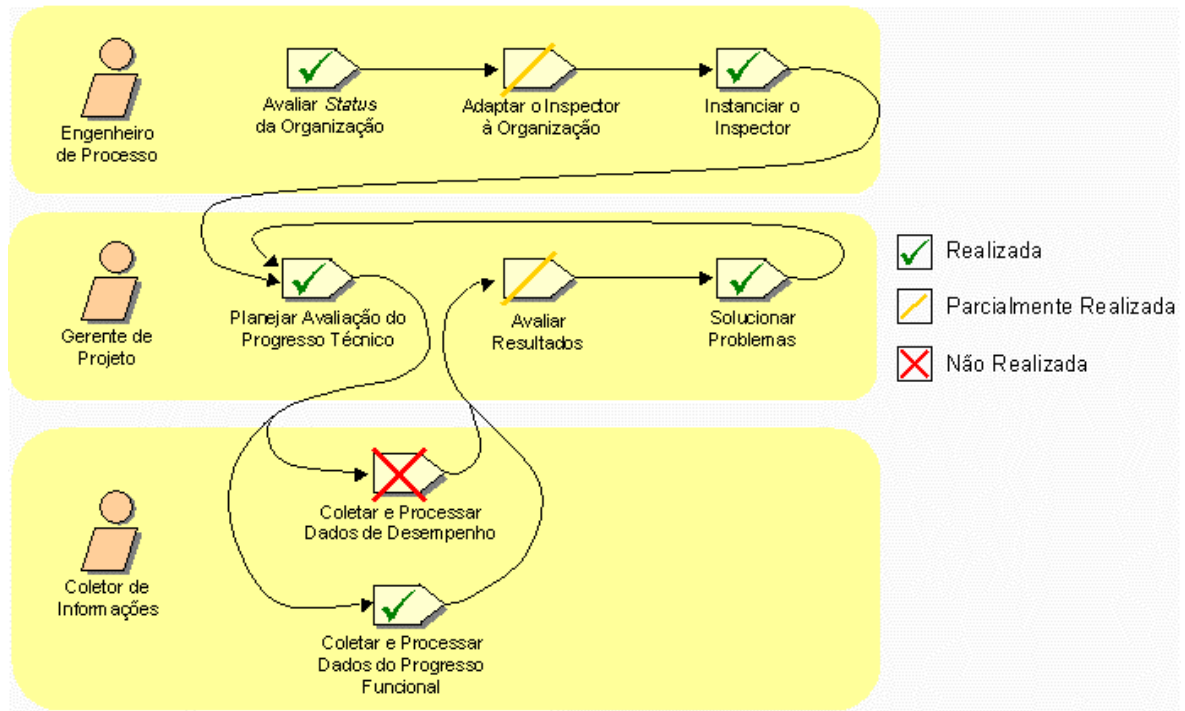 Engenheiro
de Processo
Avaliar Status
da Organização
Adaptar o Inspector
à Organização
Instanciar o
Inspector
Gerente de
Projeto
Planejar Avaliação do
Progresso Técnico
Avaliar
Resultados
Solucionar
Problemas
Realizada
Parcialmente Realizada
Não Realizada
Coletor de
Informações
Coletar e Processar
Dados de Desempenho
Coletar e Processar
Dados do Progresso
Funcional